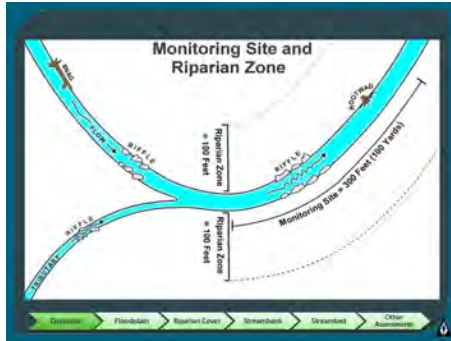 Monitoring Site and
Riparian Zone
SNAG
FLOW
RIFFLE
Riparian Zone
= 100 Feet
RIFFLE
ROOTWAD
Monitoring Site = 300 Feet (100 Yards)
Riparian Zone
= 100 Feet
RIFFLE
TRIBUTARY
Floodplain
Riparian Cover
Streambank
Streambed
Other
Assessments